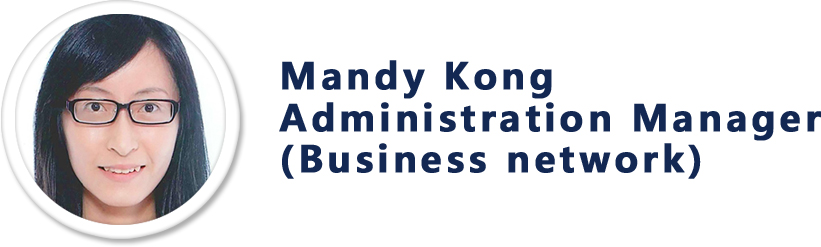 Mandy Kong
Administration Manager
(Business network)